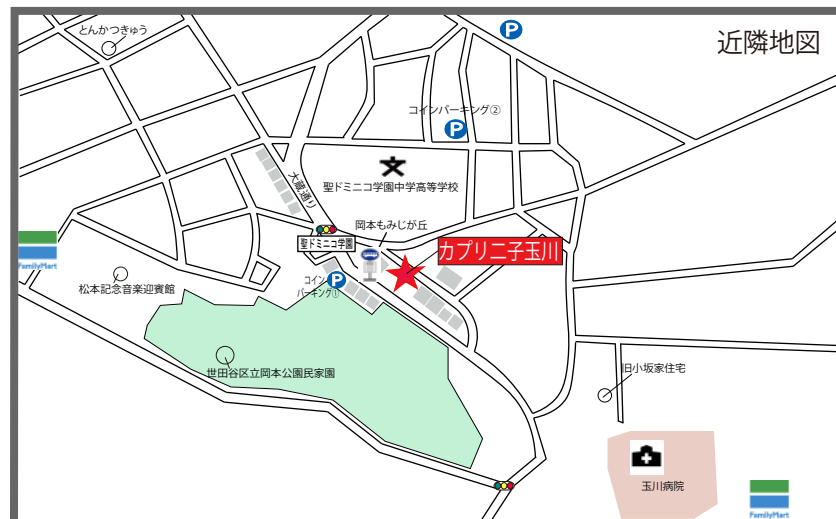 とんかつきゅう
P
近隣地図
コインパーキング②
P
大蔵通り
文
聖ドミニコ学園中学高等学校
岡本もみじが丘
聖ドミニコ学園
カプリ二子玉川
FamilyMart
松本記念音楽迎賓館
コイン
パーキング①
P
世田谷区立岡本公園民家園
旧小坂家住宅
玉川病院
FamilyMart